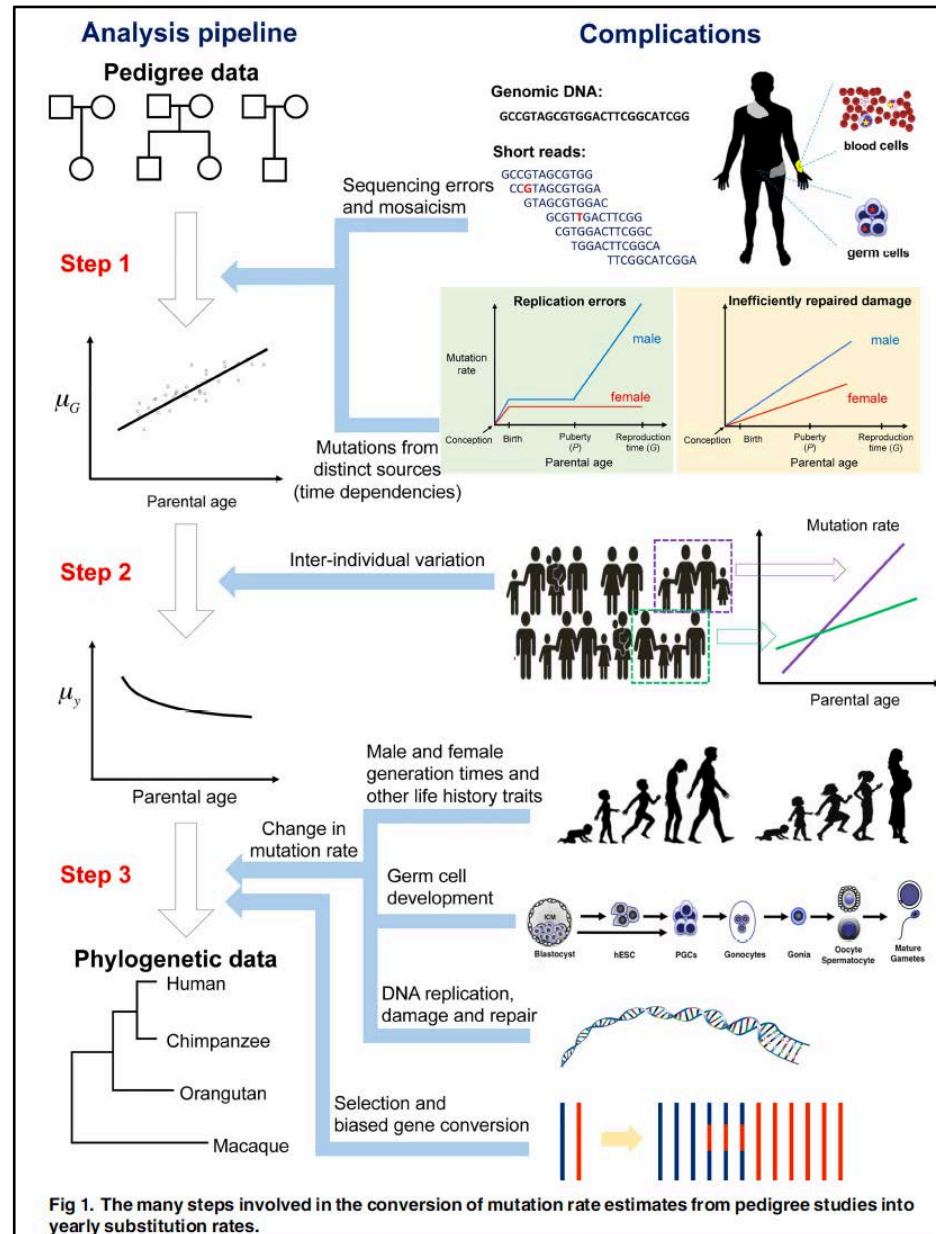 Analysis pipeline
Complications
Pedigree data
Genomic DNA:
GCCGTAGCGTGGACTTCGGCATCGG
blood cells
germ cells
Short reads:
GCCGTAGCGTGG
CCGTAGCGTGGA
GTAGCGTGGAC
GCGTTGACTTCGG
CGTGGACTTCGGC
TGGACTTCGGCA
TTCGGCATCGGA
Sequencing errors
and mosaicism
Step 1
Replication errors
Mutation
rate
male
female
Conception
Birth
Puberty
(P)
Reproduction
time (G)
Parental age
Inefficiently repaired damage
male
female
Conception
Birth
Puberty
(P)
Reproduction
time (G)
Parental age
μG
Parental age
Mutations from
distinct sources
(time dependencies)
Step 2
Inter-individual variation
Mutation rate
Parental age
μy
Parental age
Male and female
generation times and
other life history traits
Change in
mutation rate
Step 3
Germ cell
development
ICM
Blastocyst
hESC
PGCs
Gonocytes
Gonia
Oocyte
Spermatocyte
Mature
Gametes
DNA replication,
damage and repair
Phylogenetic data
Human
Chimpanzee
Orangutan
Macaque
Selection and
biased gene conversion
Fig 1. The many steps involved in the conversion of mutation rate estimates from pedigree studies into
yearly substitution rates.